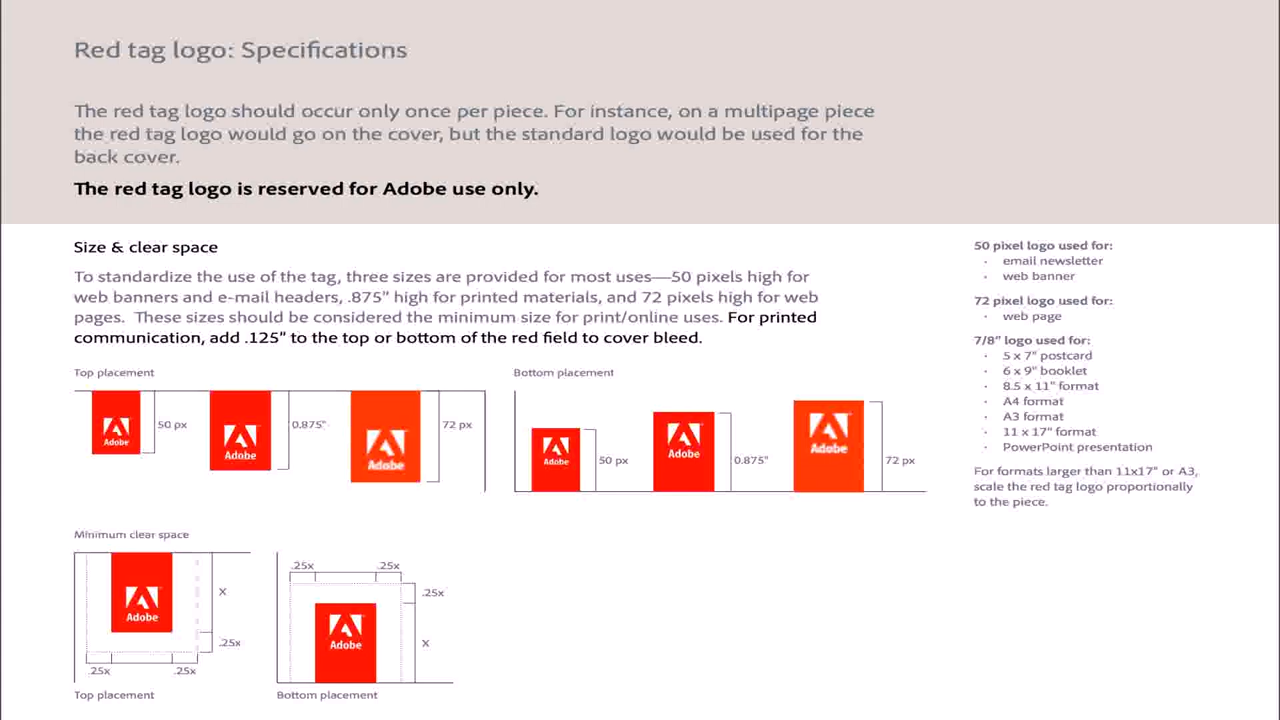 Red tag logo: Specifications
The red tag logo should occur only once per piece. For instance, on a multipage piece
the red tag logo would go on the cover, but the standard logo would be used for the
back cover.
The red tag logo is reserved for Adobe use only.
Size & clear space
To standardize the use of the tag, three sizes are provided for most uses—50 pixels high for
web banners and e-mail headers, .875" high for printed materials, and 72 pixels high for web
pages. These sizes should be considered the minimum size for print/online uses. For printed
communication, add .125" to the top or bottom of the red field to cover bleed.
Top placement
Adobe
50 px
Adobe
0.875"
Adobe
72 px
Bottom placement
Adobe
50 px
Adobe
0.875"
Adobe
72 px
Minimum clear space
Adobe
X
.25x
.25x
.25x
Top placement
.25x
.25x
.25x
Adobe
X
Bottom placement
50 pixel logo used for:
· email newsletter
· web banner
72 pixel logo used for:
· web page
7/8" logo used for:
· 5 x 7" postcard
· 6 x 9" booklet
· 8.5 x 11" format
· A4 format
· A3 format
· 11 x 17" format
· PowerPoint presentation
For formats larger than 11x17" or A3,
scale the red tag logo proportionally
to the piece.